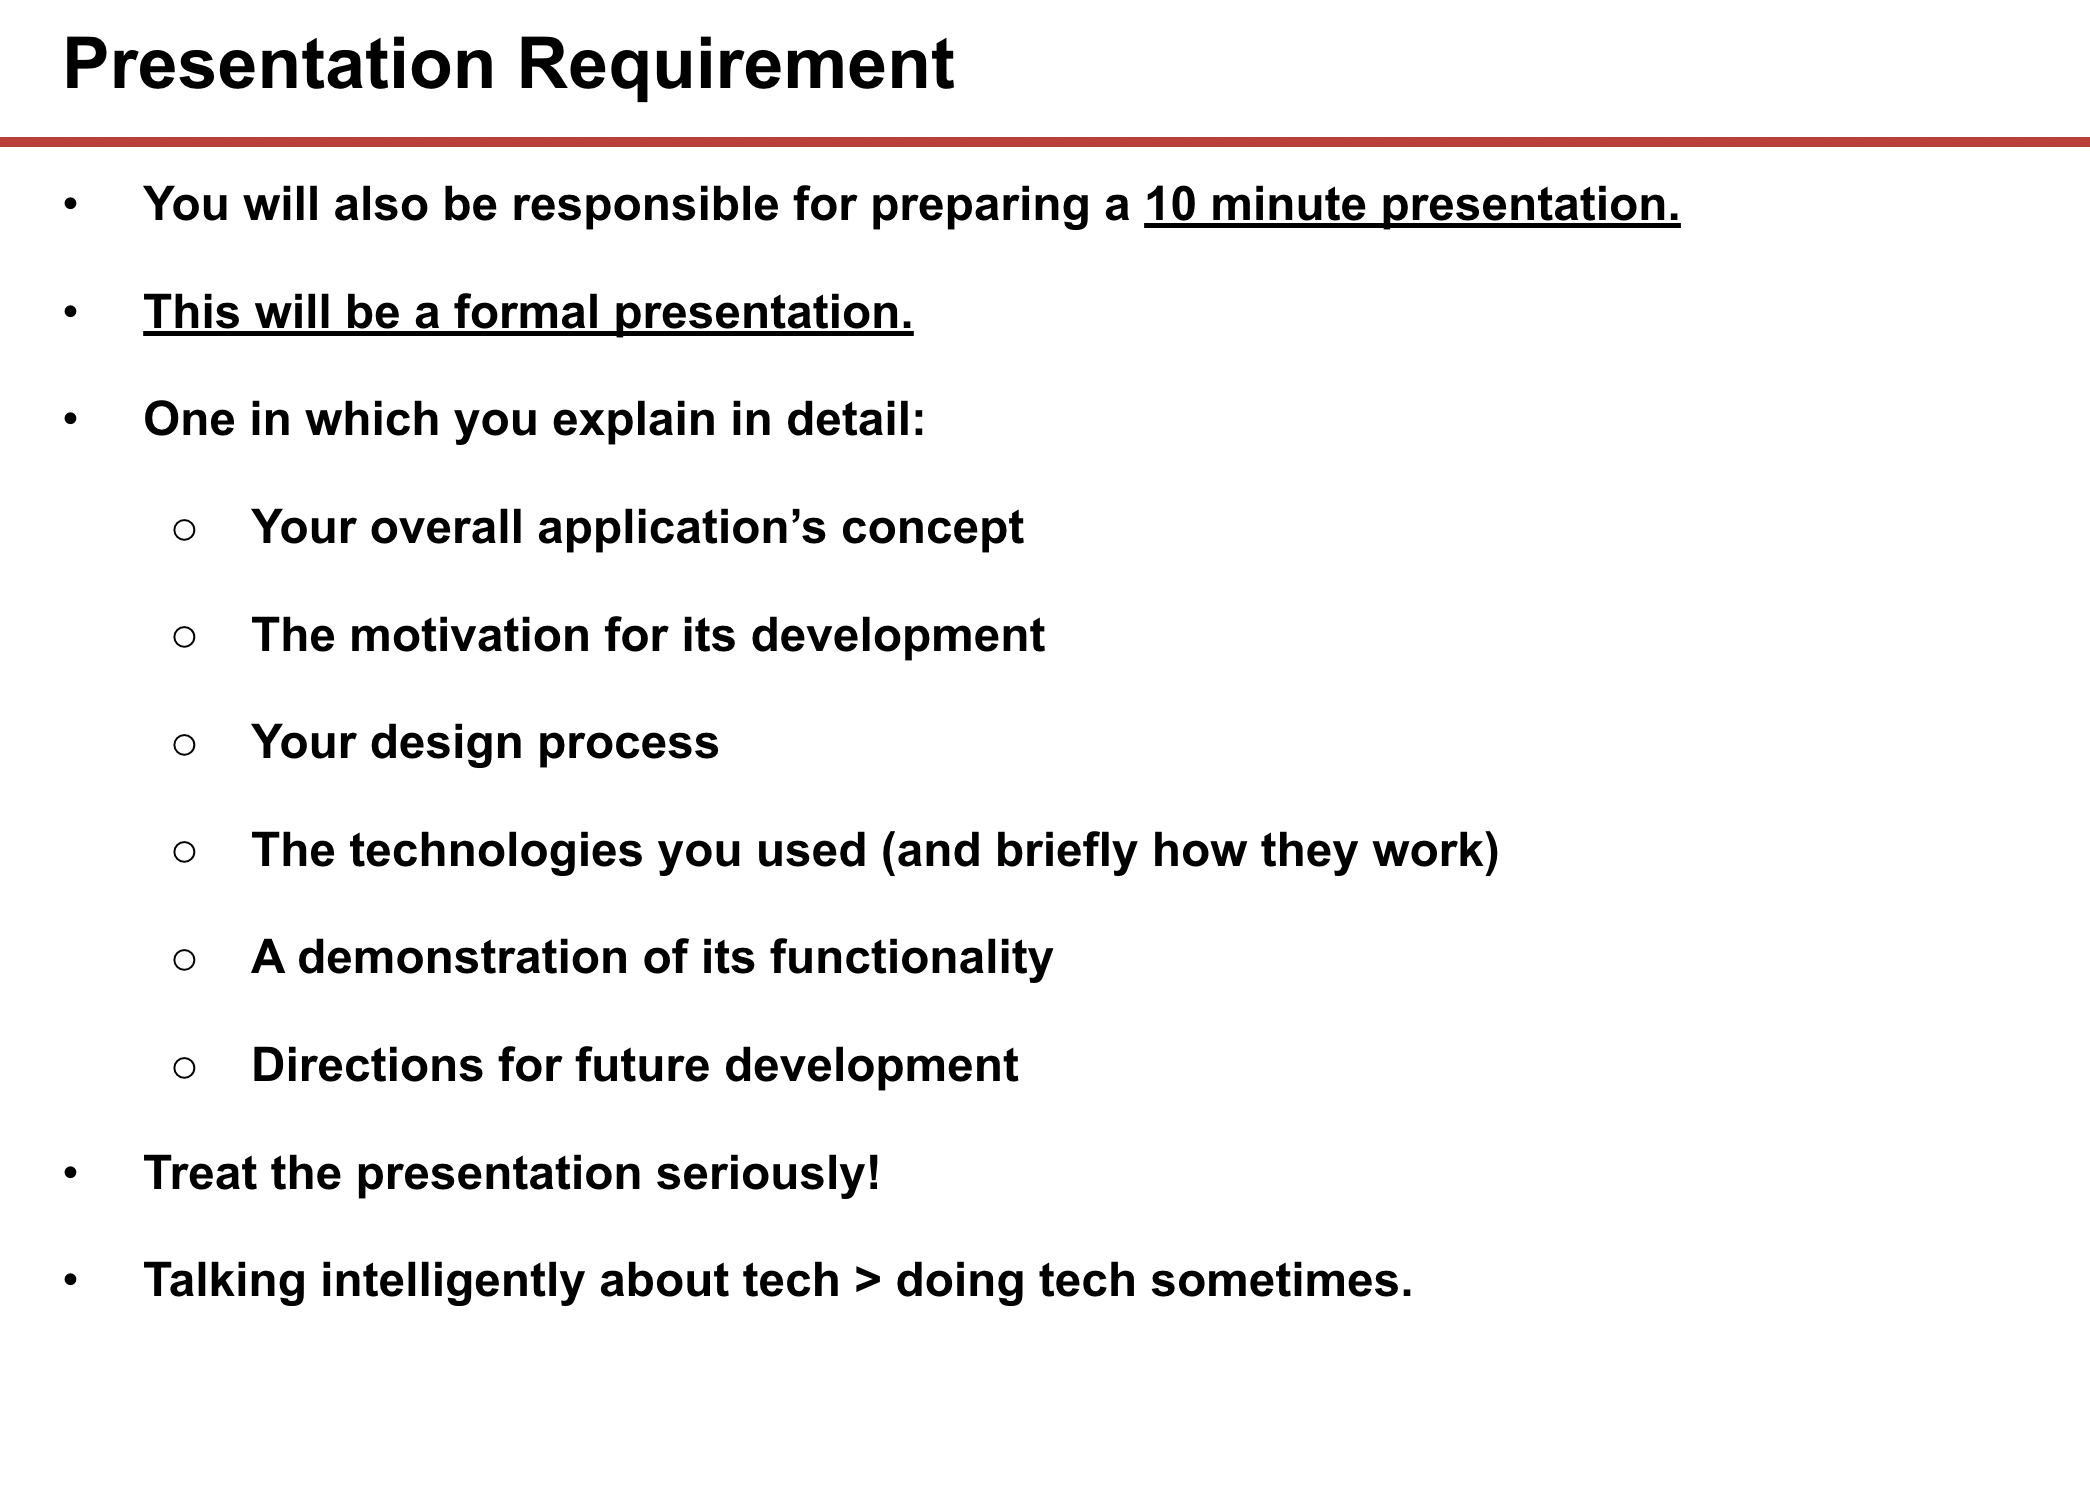 Presentation Requirement
• You will also be responsible for preparing a 10 minute presentation.
• This will be a formal presentation.
• One in which you explain in detail:
○ Your overall application’s concept
○ The motivation for its development
○ Your design process
○ The technologies you used (and briefly how they work)
○ A demonstration of its functionality
○ Directions for future development
• Treat the presentation seriously!
• Talking intelligently about tech > doing tech sometimes.